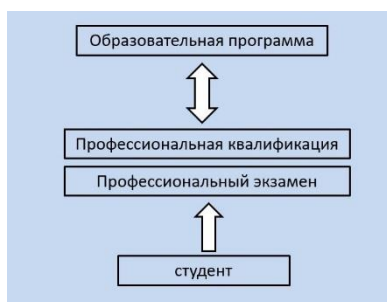 Образовательная программа
Профессиональная квалификация
Профессиональный экзамен
студент